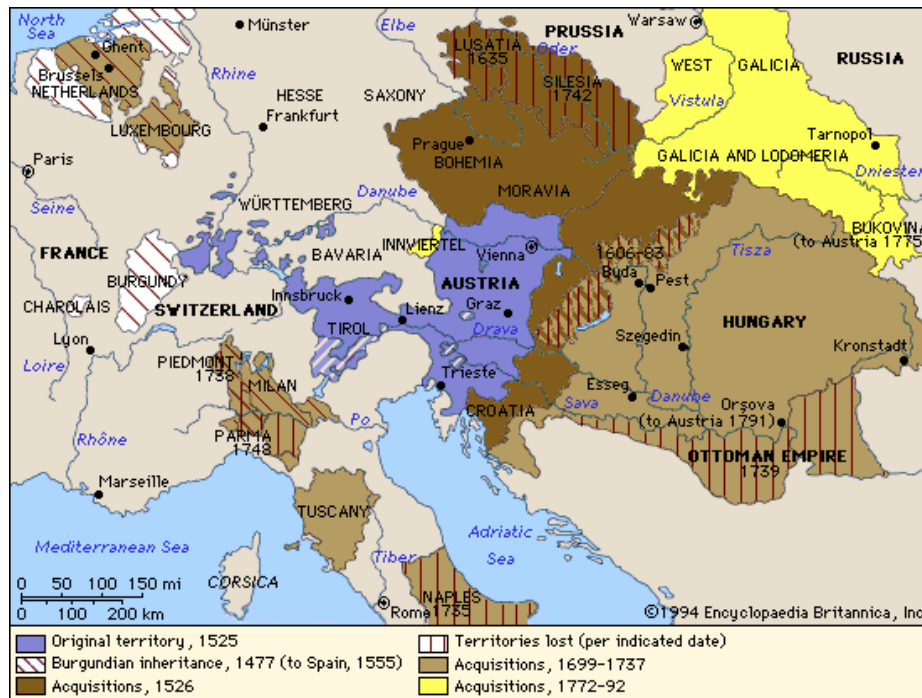 North
Sea
Münster
Elbe
PRUSSIA
Warsaw
Ghent
Brussels
NETHERLANDS
Rhine
LUSATIA
1635
Oder
SILESIA
1742
WEST
GALICIA
RUSSIA
HESSE
SAXONY
Frankfurt
Vistula
LUXEMBOURG
Prague
BOHEMIA
Tarnopol
GALICIA AND LODOMERIA
Dniester
Paris
MORAVIA
Danube
Seine
WÜRTTEMBERG
BUKOVINA
(to Austria 1775)
FRANCE
BAVARIA
INNVIERTEL
Vienna
1606-83
Tisza
BURGUNDY
Buda
Pest
AUSTRIA
CHAROLAIS
SWITZERLAND
Innsbruck
Lienz
Graz
TIROL
Drava
HUNGARY
Lyon
Szegedin
Kronstadt
Loire
PIEDMONT
1738
MILAN
Trieste
Esseg
Danube
CROATIA
Sava
Orşova
(to Austria 1791)
Po
PARMA
1748
Rhône
OTTOMAN EMPIRE
1739
Marseille
TUSCANY
Adriatic
Sea
Mediterranean Sea
Tiber
0 50 100 150 mi
0 100 200 km
CORSICA
NAPLES
1735
Rome
©1994 Encyclopaedia Britannica, Inc
Original territory, 1525
Territories lost (per indicated date)
Burgundian inheritance, 1477 (to Spain, 1555)
Acquisitions, 1699-1737
Acquisitions, 1526
Acquisitions, 1772-92